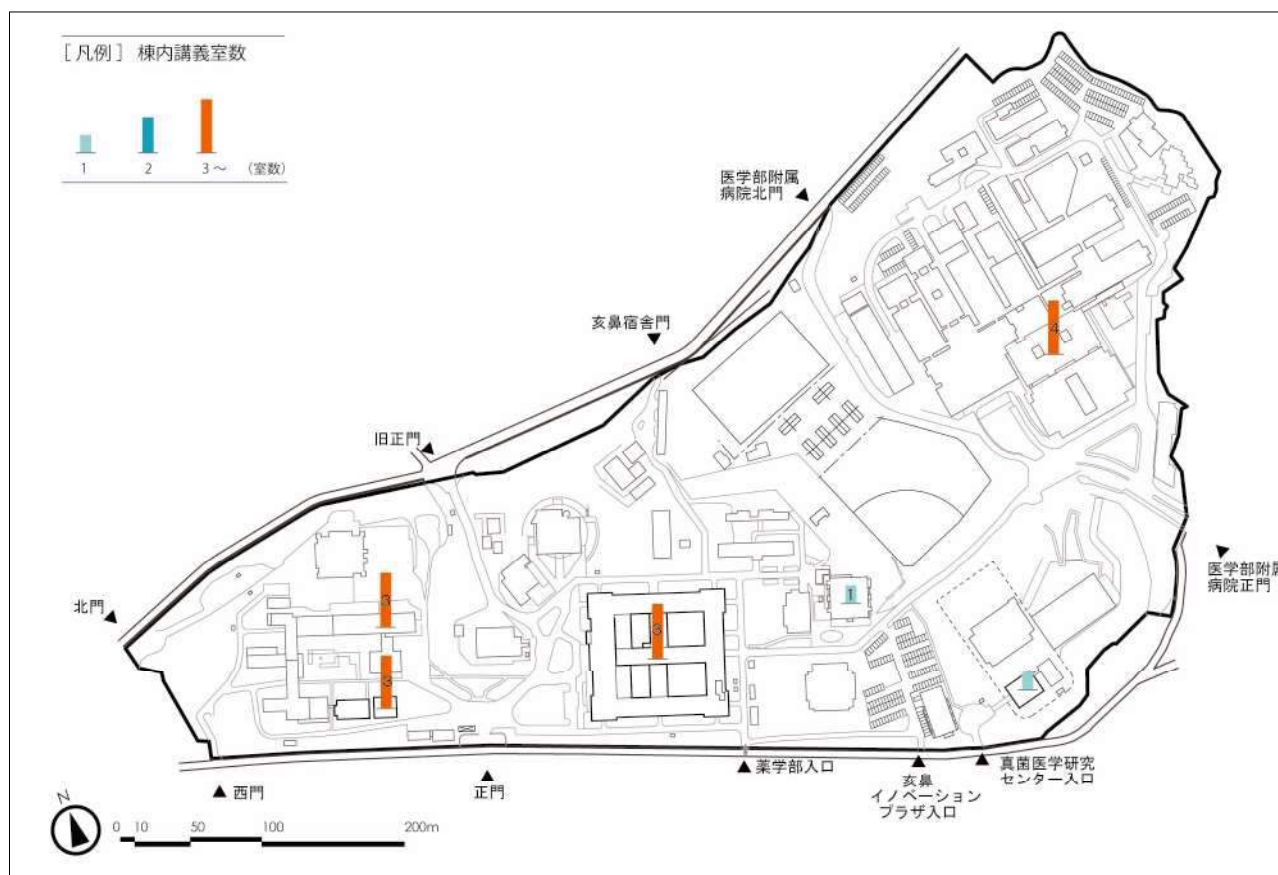 ［凡例］ 棟内講義室数
1 2 3～ （室数）
医学部附属
病院北門
亥鼻宿舎門
旧正門
北門
4
3
3
3
1
医学部附属
病院正門
西門
正門
薬学部入口
亥鼻
イノベーション
プラザ入口
真菌医学研究
センター入口
N
0 10 50 100 200m